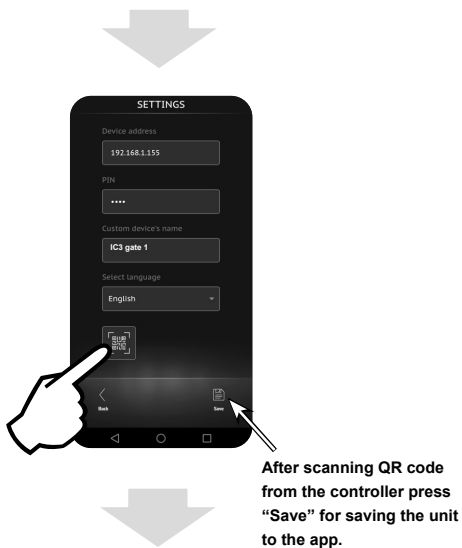 SETTINGS
Device address
192.168.1.155
PIN
••••
Custom device's name
IC3 gate 1
Select language
English
Back
Save
After scanning QR code
from the controller press
“Save” for saving the unit
to the app.